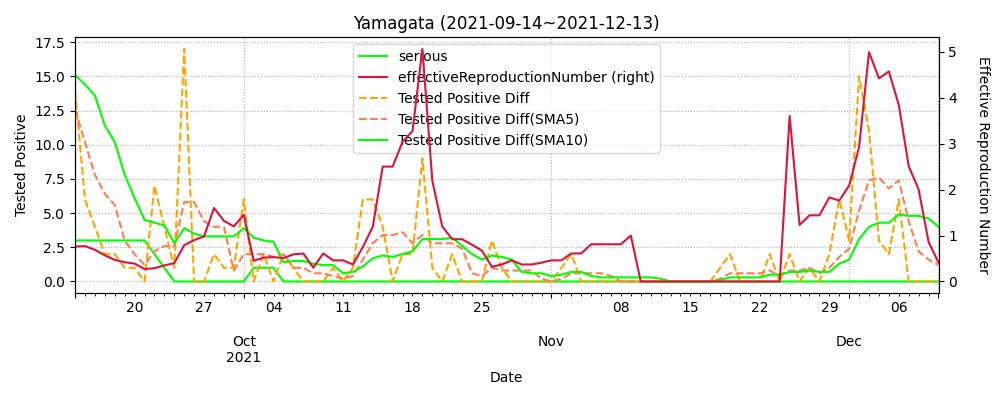 Yamagata (2021-09-14~2021-12-13)
17.5
15.0
12.5
10.0
7.5
5.0
2.5
0.0
Tested Positive
serious
effectiveReproductionNumber (right)
Tested Positive Diff
Tested Positive Diff(SMA5)
Tested Positive Diff(SMA10)
5
4
3
2
1
0
Effective Reproduction Number
20 27 04 11 18 25 08 15 22 29 06
Oct Nov Dec
2021
Date